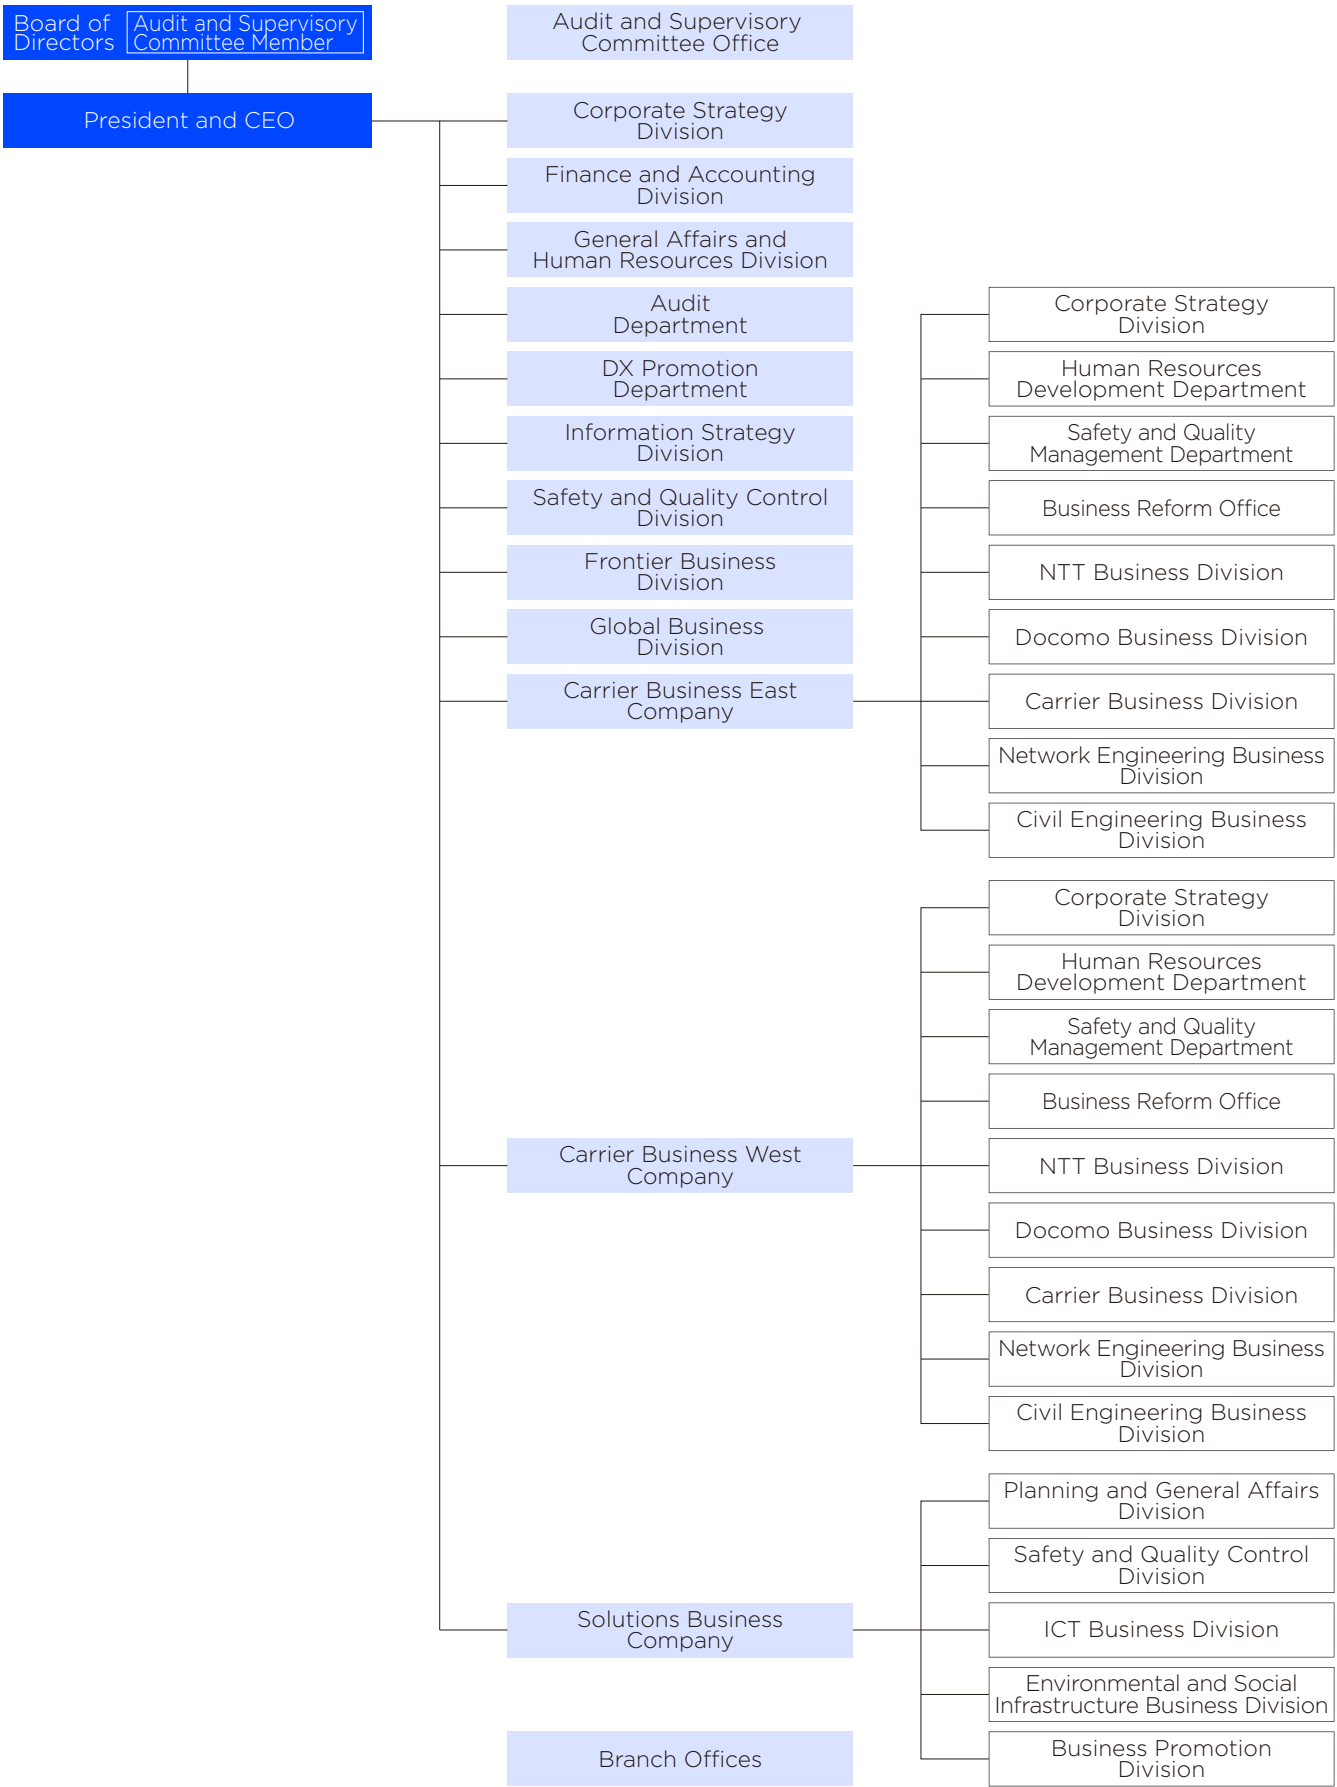 Board of
Directors
Audit and Supervisory
Committee Member
Audit and Supervisory
Committee Office
President and CEO
Corporate Strategy
Division
Finance and Accounting
Division
General Affairs and
Human Resources Division
Audit
Department
DX Promotion
Department
Information Strategy
Division
Safety and Quality Control
Division
Frontier Business
Division
Global Business
Division
Carrier Business East
Company
Corporate Strategy
Division
Human Resources
Development Department
Safety and Quality
Management Department
Business Reform Office
NTT Business Division
Docomo Business Division
Carrier Business Division
Network Engineering Business
Division
Civil Engineering Business
Division
Carrier Business West
Company
Corporate Strategy
Division
Human Resources
Development Department
Safety and Quality
Management Department
Business Reform Office
NTT Business Division
Docomo Business Division
Carrier Business Division
Network Engineering Business
Division
Civil Engineering Business
Division
Solutions Business
Company
Planning and General Affairs
Division
Safety and Quality Control
Division
ICT Business Division
Environmental and Social
Infrastructure Business Division
Business Promotion
Division
Branch Offices